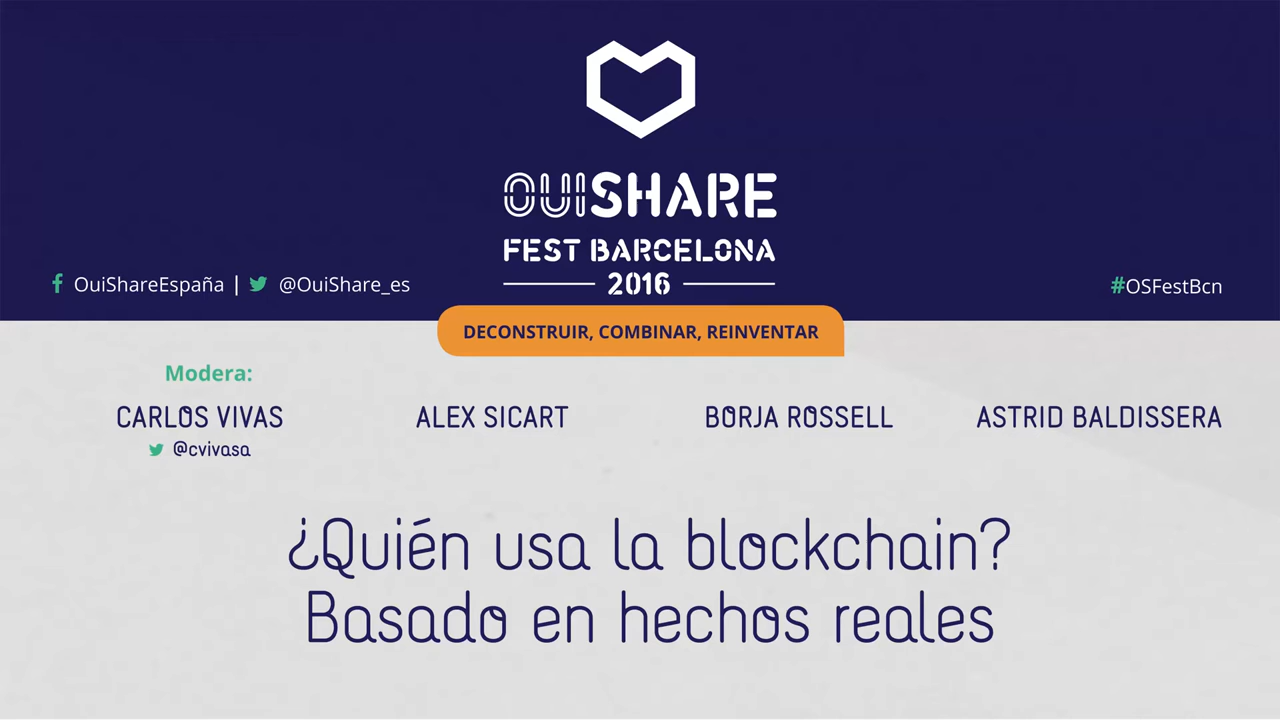 OUISHARE
FEST BARCELONA
2016
OuiShareEspaña | @OuiShare_es
#OSFestBcn
DECONSTRUIR, COMBINAR, REINVENTAR
Modera:
CARLOS VIVAS
@cvivasa
ALEX SICART
BORJA ROSSELL
ASTRID BALDISSERA
¿Quién usa la blockchain?
Basado en hechos reales